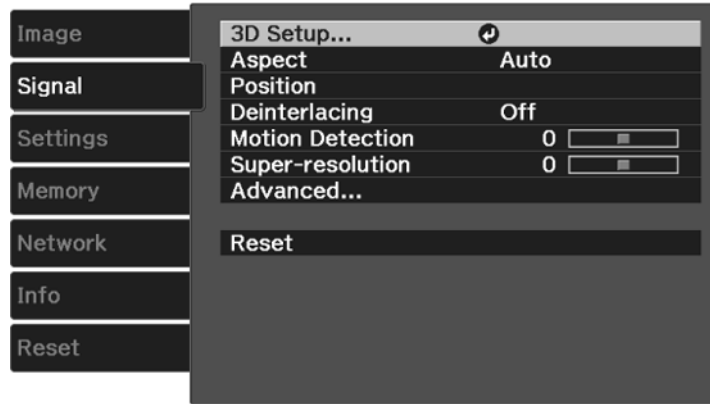 Image
Signal
Settings
Memory
Network
Info
Reset
3D Setup...
Aspect Auto
Position
Deinterlacing Off
Motion Detection 0
Super-resolution 0
Advanced...
Reset